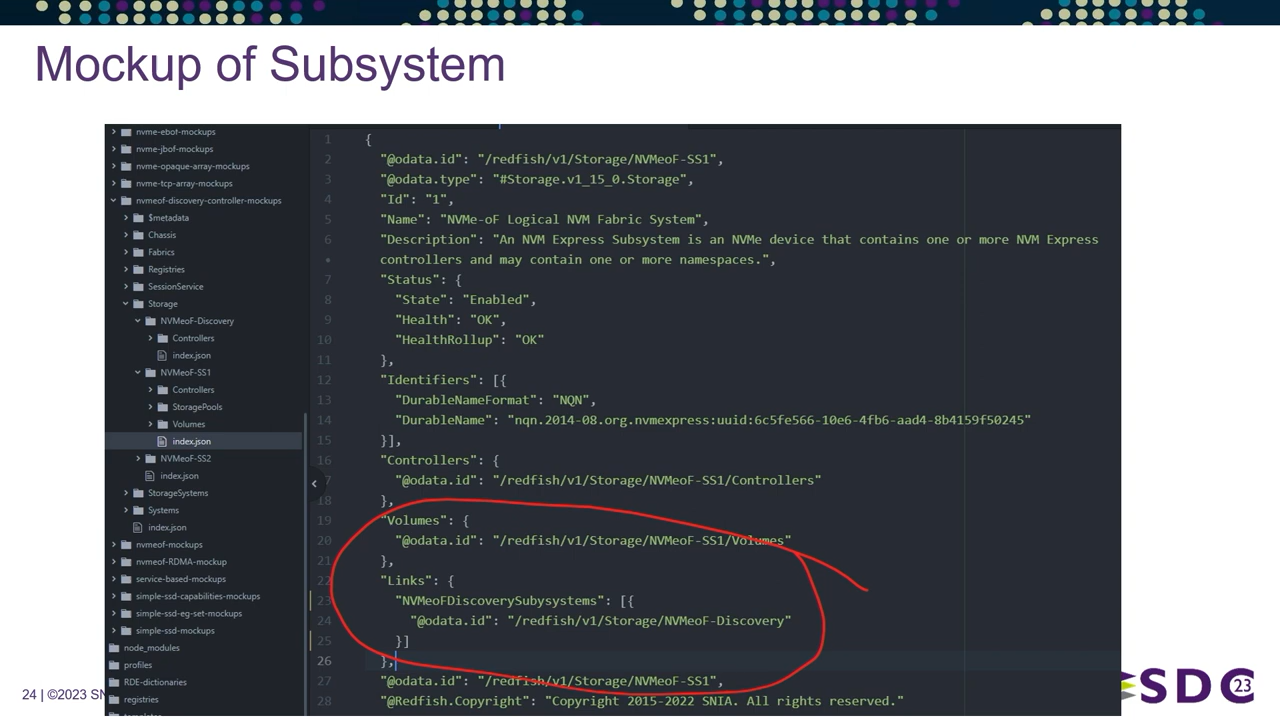 Mockup of Subsystem
nvme-ebof-mockups
nvme-jbof-mockups
nvme-opaque-array-mockups
nvme-tcp-array-mockups
nvmeof-discovery-controller-mockups
$metadata
Chassis
Fabrics
Registries
SessionService
Storage
NVMeoF-Discovery
Controllers
index.json
NVMeoF-SS1
Controllers
StoragePools
Volumes
index.json
NVMeoF-SS2
index.json
StorageSystems
Systems
index.json
nvmeof-mockups
nvmeof-RDMA-mockup
service-based-mockups
simple-ssd-capabilities-mockups
simple-ssd-eg-set-mockups
simple-ssd-mockups
node_modules
profiles
RDE-dictionaries
registries
1 {
2 "@odata.id": "/redfish/v1/Storage/NVMeoF-SS1",
3 "@odata.type": "#Storage.v1_15_0.Storage",
4 "Id": "1",
5 "Name": "NVMe-oF Logical NVM Fabric System",
6 "Description": "An NVM Express Subsystem is an NVMe device that contains one or more NVM Express
• controllers and may contain one or more namespaces.",
7 "Status": {
8 "State": "Enabled",
9 "Health": "OK",
10 "HealthRollup": "OK"
11 },
12 "Identifiers": [{
13 "DurableNameFormat": "NQN",
14 "DurableName": "nqn.2014-08.org.nvmexpress:uuid:6c5fe566-10e6-4fb6-aad4-8b4159f50245"
15 }],
16 "Controllers": {
7 "@odata.id": "/redfish/v1/Storage/NVMeoF-SS1/Controllers"
18 },
19 "Volumes": {
20 "@odata.id": "/redfish/v1/Storage/NVMeoF-SS1/Volumes"
21 },
22 "Links": {
23 "NVMeoFDiscoverySubysystems": [{
24 "@odata.id": "/redfish/v1/Storage/NVMeoF-Discovery"
25 }]
26 },
27 "@odata.id": "/redfish/v1/Storage/NVMeoF-SS1",
28 "@Redfish.Copyright": "Copyright 2015-2022 SNIA. All rights reserved."
24 | ©2023
SDC 23